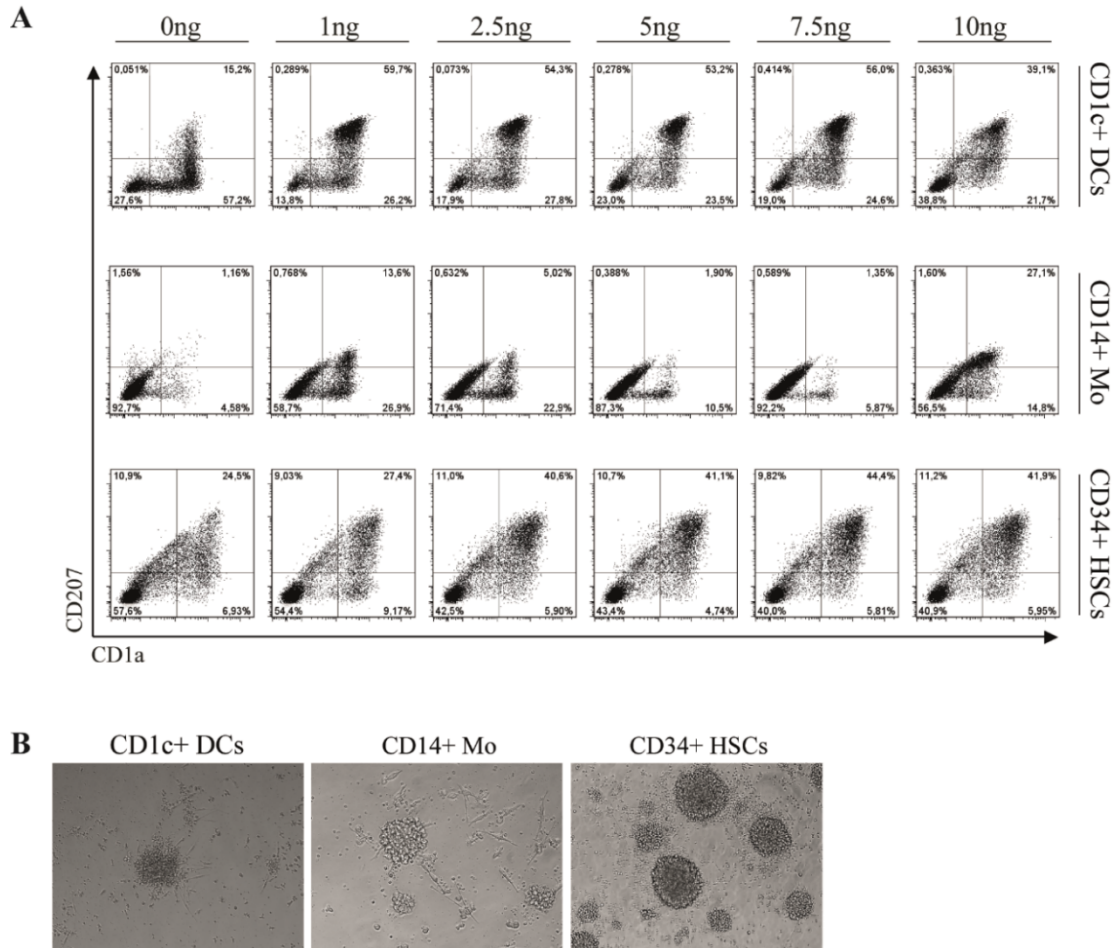 A
0ng 1ng 2.5ng 5ng 7.5ng 10ng
0,051% 15,2% 0,289% 59,7% 0,073% 54,3% 0,278% 53,2% 0,414% 56,0% 0,363% 39,1%
27,6% 57,2% 13,8% 26,2% 17,9% 27,8% 23,0% 23,5% 19,0% 24,6% 38,8% 21,7%
CD1c+ DCs
1,56% 1,16% 0,768% 13,6% 0,632% 5,02% 0,388% 1,90% 0,589% 1,35% 1,60% 27,1%
92,7% 4,58% 58,7% 26,9% 71,4% 22,9% 87,3% 10,5% 92,2% 5,87% 56,5% 14,8%
CD14+ Mo
10,9% 24,5% 9,03% 27,4% 11,0% 40,6% 10,7% 41,1% 9,82% 44,4% 11,2% 41,9%
57,6% 6,93% 54,4% 9,17% 42,5% 5,90% 43,4% 4,74% 40,0% 5,81% 40,9% 5,95%
CD34+ HSCs
CD207
CD1a
B
CD1c+ DCs CD14+ Mo CD34+ HSCs